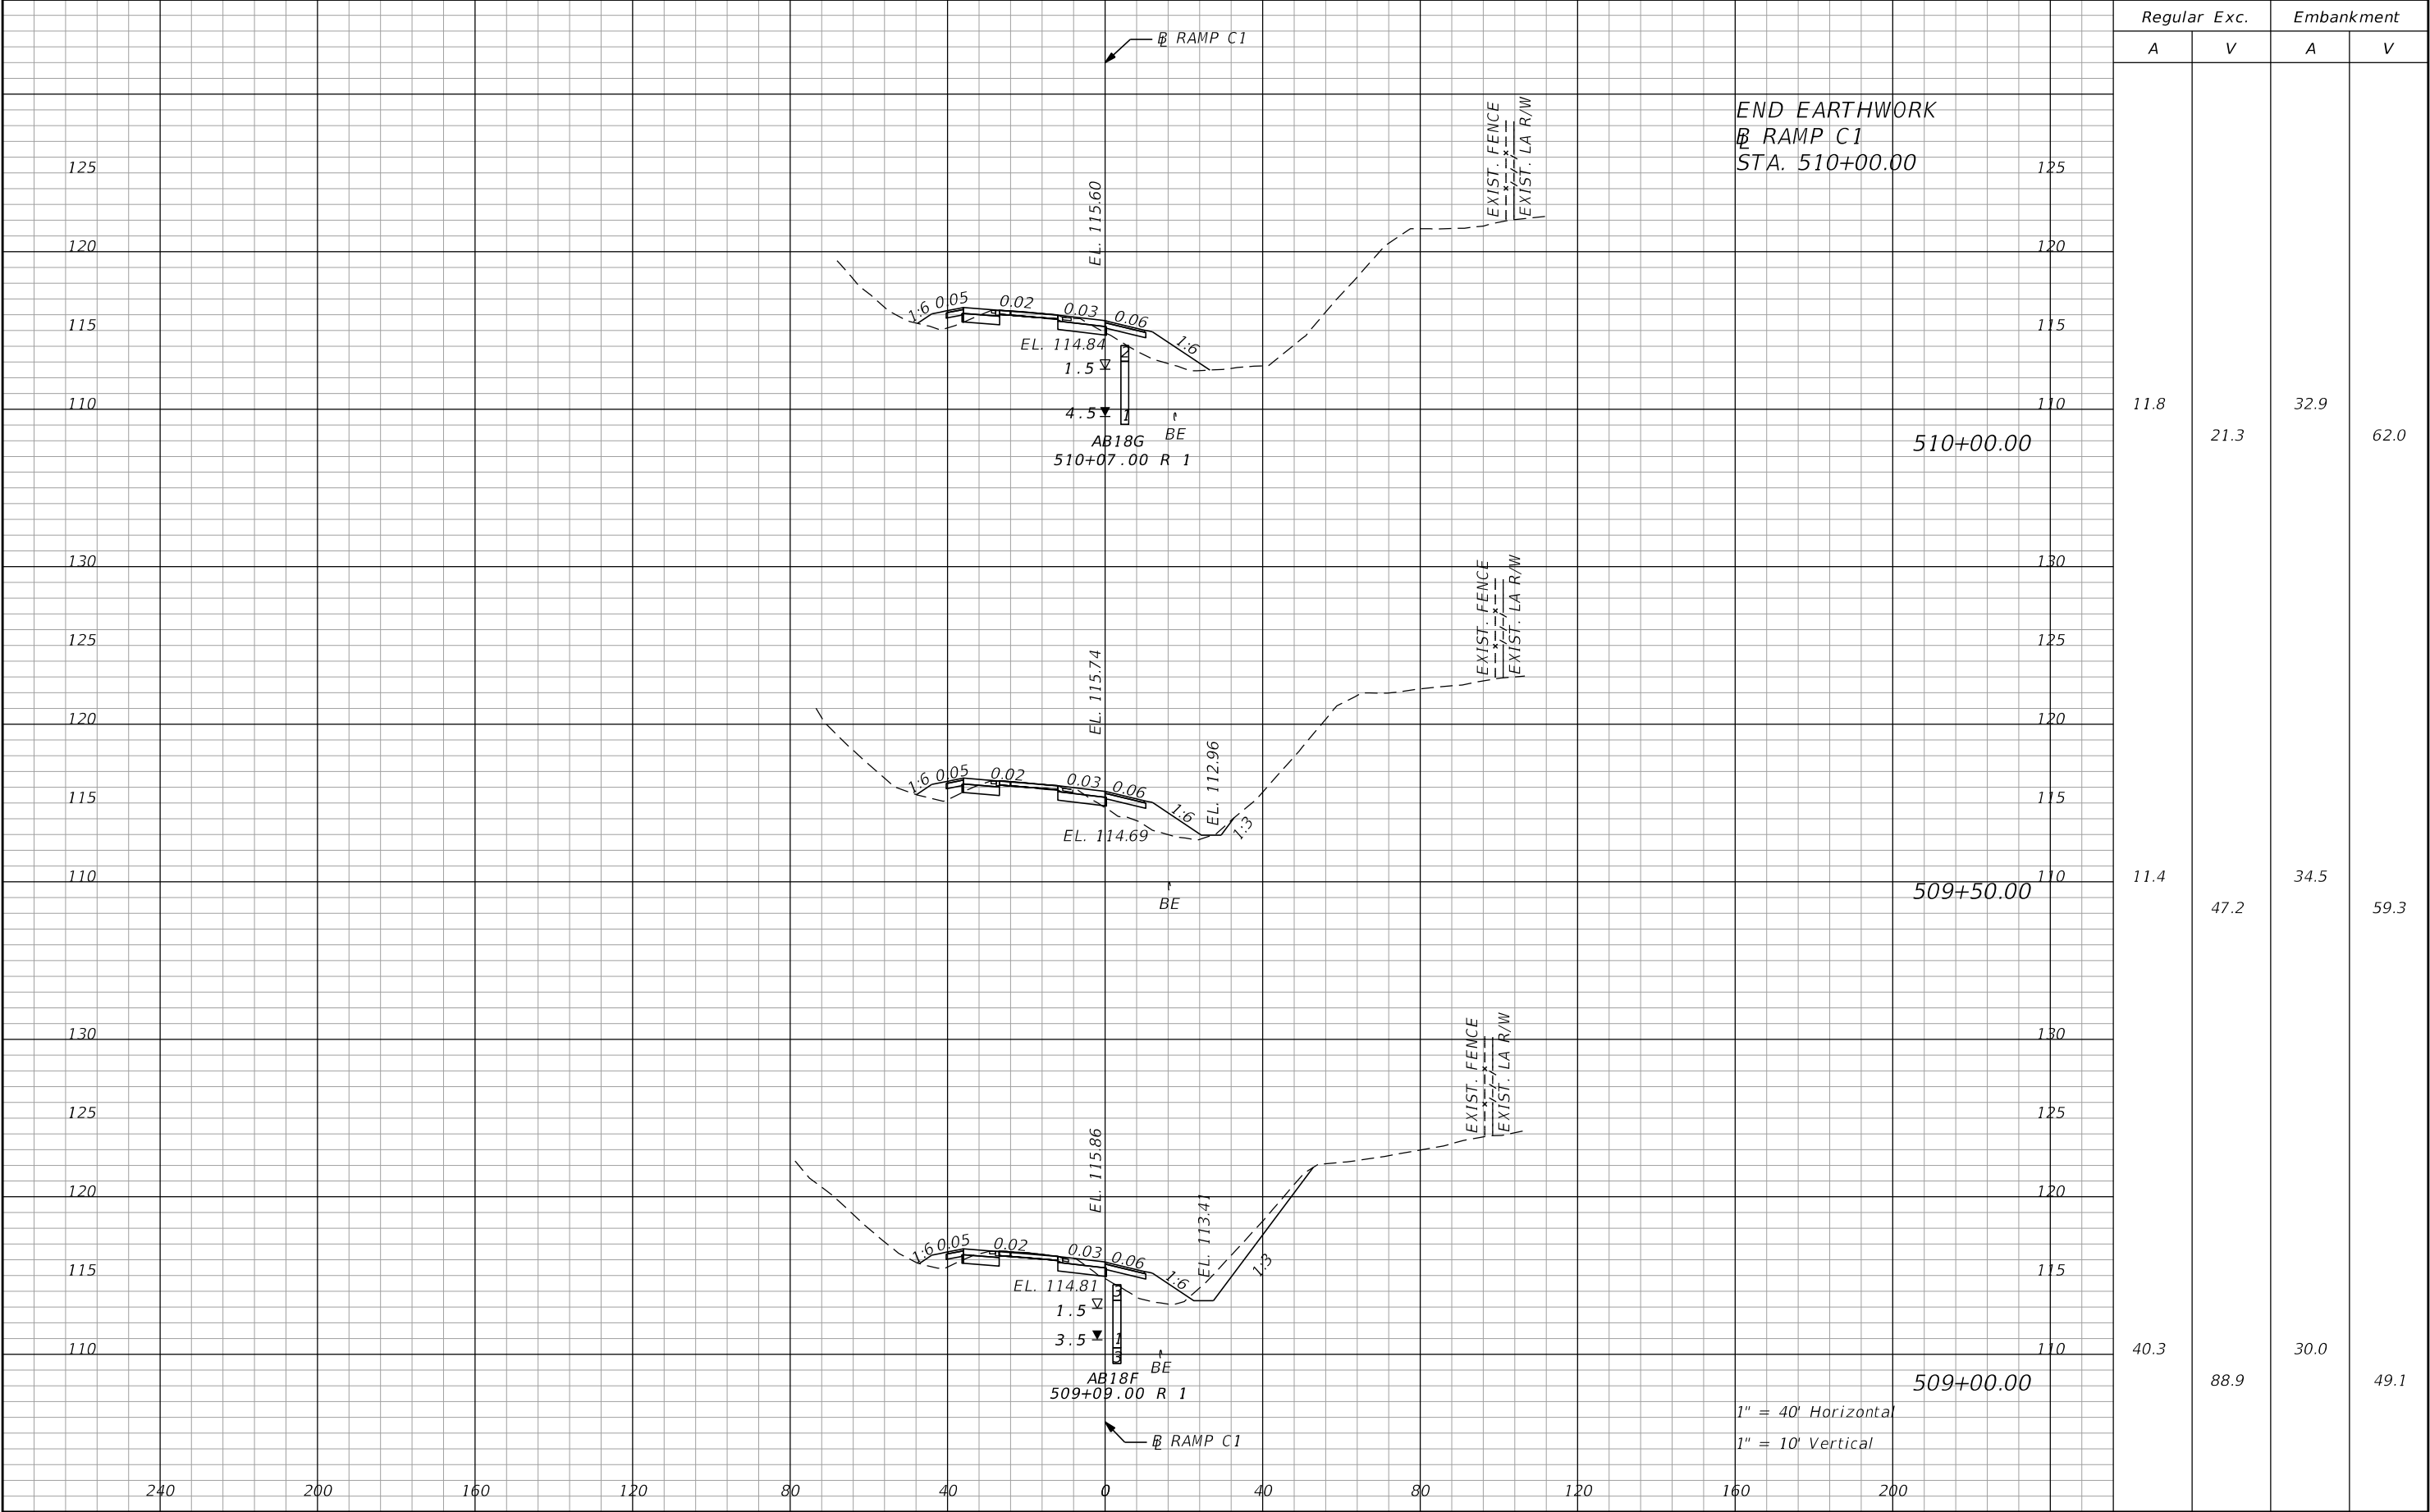 Regular Exc. Embankment
A V A V
BL RAMP C1
END EARTHWORK
BL RAMP C1
STA. 510+00.00
EXIST. FENCE
EXIST. LA R/W
125 125
EL. 115.60
120 120
1:6 0.05 0.02 0.03 0.06 1:6
115 115
EL. 114.84
2
1.5
110 110 11.8 32.9
4.5 1
BE
AB18G
510+07.00 R 1
510+00.00 21.3 62.0
130 130
EXIST. FENCE
EXIST. LA R/W
125 125
EL. 115.74
120 120
EL. 112.96
1:6 0.05 0.02 0.03 0.06 1:6 1:3
115 115
EL. 114.69
110 110 11.4 34.5
BE
509+50.00 47.2 59.3
130 130
EXIST. FENCE
EXIST. LA R/W
125 125
EL. 115.86
120 120
EL. 113.41
1:6 0.05 0.02 0.03 0.06 1:6 1:3
115 115
EL. 114.81
3
1.5
3.5 1
110 110 40.3 30.0
3
BE
AB18F
509+09.00 R 1
509+00.00 88.9 49.1
1" = 40' Horizontal
1" = 10' Vertical
BL RAMP C1
240 200 160 120 80 40 0 40 80 120 160 200